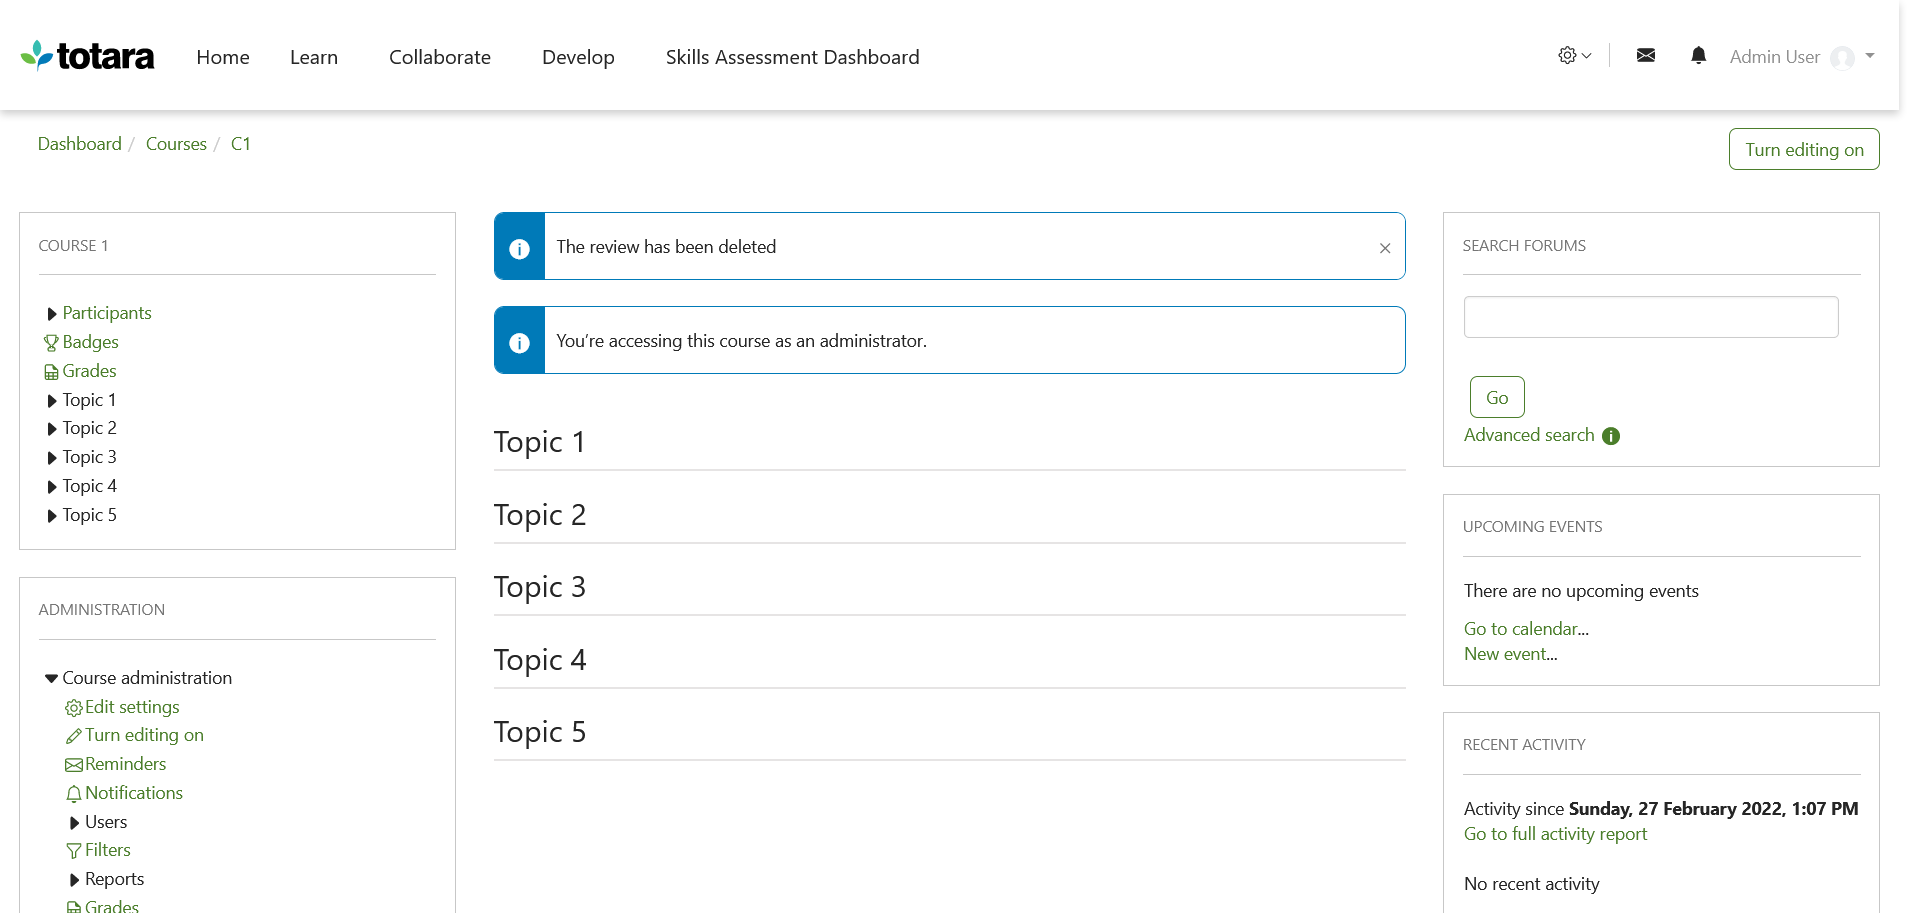 totara
Home
Learn
Collaborate
Develop
Skills Assessment Dashboard
Admin User
Dashboard / Courses / C1
Turn editing on
COURSE 1
Participants
Badges
Grades
Topic 1
Topic 2
Topic 3
Topic 4
Topic 5
ADMINISTRATION
Course administration
Edit settings
Turn editing on
Reminders
Notifications
Users
Filters
Reports
Grades
The review has been deleted
You’re accessing this course as an administrator.
Topic 1
Topic 2
Topic 3
Topic 4
Topic 5
SEARCH FORUMS
Go
Advanced search
UPCOMING EVENTS
There are no upcoming events
Go to calendar...
New event...
RECENT ACTIVITY
Activity since Sunday, 27 February 2022, 1:07 PM
Go to full activity report
No recent activity